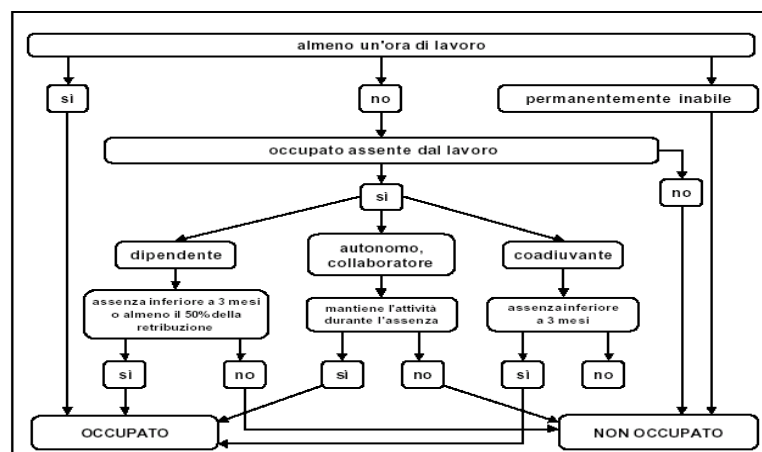 almeno un'ora di lavoro
sì
no
permanentemente inabile
occupato assente dal lavoro
no
sì
dipendente
autonomo,
collaboratore
coadiuvante
assenza inferiore a 3 mesi
o almeno il 50% della
retribuzione
mantiene l'attività
durante l'assenza
assenza inferiore
a 3 mesi
sì
no
sì
no
sì
no
OCCUPATO
NON OCCUPATO